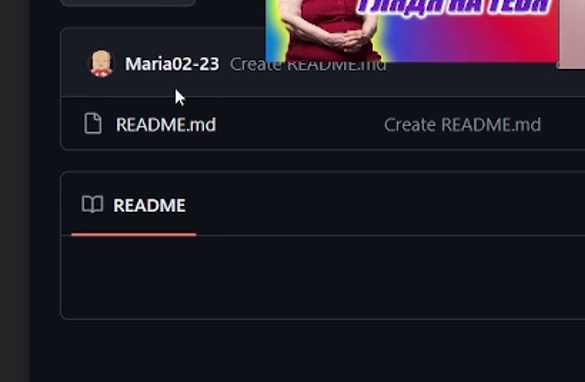 ГЛЯДЯ НА ТЕБЯ
Maria02-23 Create README.md
README.md Create README.md
README